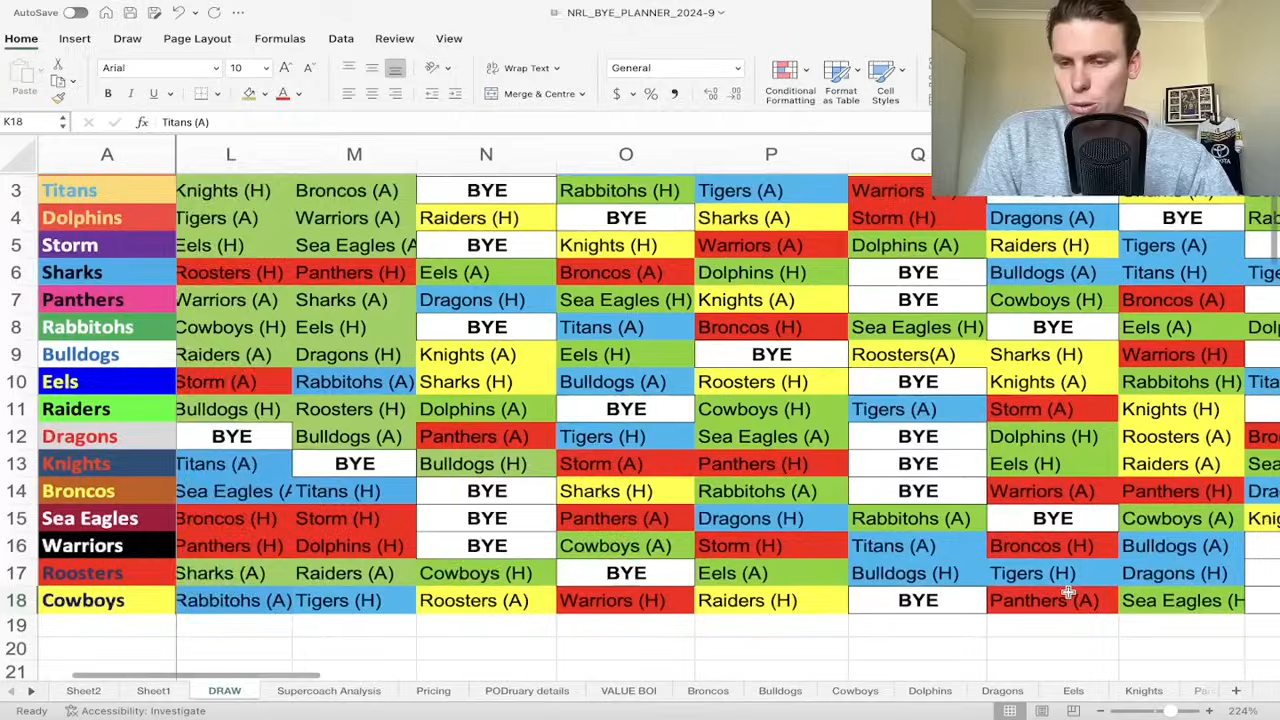 AutoSave
NRL_BYE_PLANNER_2024-9
Home Insert Draw Page Layout Formulas Data Review View
Paste Arial 10 Wrap Text General
Merge & Centre Conditional Formatting Format as Table Cell Styles
K18 fx Titans (A)
A L M N O P Q
3 Titans Knights (H) Broncos (A) BYE Rabbitohs (H) Tigers (A) Warriors
4 Dolphins Tigers (A) Warriors (A) Raiders (H) BYE Sharks (A) Storm (H) Dragons (A) BYE
5 Storm Eels (H) Sea Eagles (A BYE Knights (H) Warriors (A) Dolphins (A) Raiders (H) Tigers (A)
6 Sharks Roosters (H) Panthers (H) Eels (A) Broncos (A) Dolphins (H) BYE Bulldogs (A) Titans (H) Tige
7 Panthers Warriors (A) Sharks (A) Dragons (H) Sea Eagles (H) Knights (A) BYE Cowboys (H) Broncos (A)
8 Rabbitohs Cowboys (H) Eels (H) BYE Titans (A) Broncos (H) Sea Eagles (H) BYE Eels (A) Dol
9 Bulldogs Raiders (A) Dragons (H) Knights (A) Eels (H) BYE Roosters(A) Sharks (H) Warriors (H)
10 Eels Storm (A) Rabbitohs (A) Sharks (H) Bulldogs (A) Roosters (H) BYE Knights (A) Rabbitohs (H) Tita
11 Raiders Bulldogs (H) Roosters (H) Dolphins (A) BYE Cowboys (H) Tigers (A) Storm (A) Knights (H)
12 Dragons BYE Bulldogs (A) Panthers (A) Tigers (H) Sea Eagles (A) BYE Dolphins (H) Roosters (A) Bro
13 Knights Titans (A) BYE Bulldogs (H) Storm (A) Panthers (H) BYE Eels (H) Raiders (A) Sea
14 Broncos Sea Eagles (A Titans (H) BYE Sharks (H) Rabbitohs (A) BYE Warriors (A) Panthers (H) Dra
15 Sea Eagles Broncos (H) Storm (H) BYE Panthers (A) Dragons (H) Rabbitohs (A) BYE Cowboys (A) Knig
16 Warriors Panthers (H) Dolphins (H) BYE Cowboys (A) Storm (H) Titans (A) Broncos (H) Bulldogs (A)
17 Roosters Sharks (A) Raiders (A) Cowboys (H) BYE Eels (A) Bulldogs (H) Tigers (H) Dragons (H)
18 Cowboys Rabbitohs (A) Tigers (H) Roosters (A) Warriors (H) Raiders (H) BYE Panthers (A) Sea Eagles (H
19
20
21
Sheet2 Sheet1 DRAW Supercoach Analysis Pricing PODruary details VALUE BOI Broncos Bulldogs Cowboys Dolphins Dragons Eels Knights
Ready Accessibility: Investigate 224%